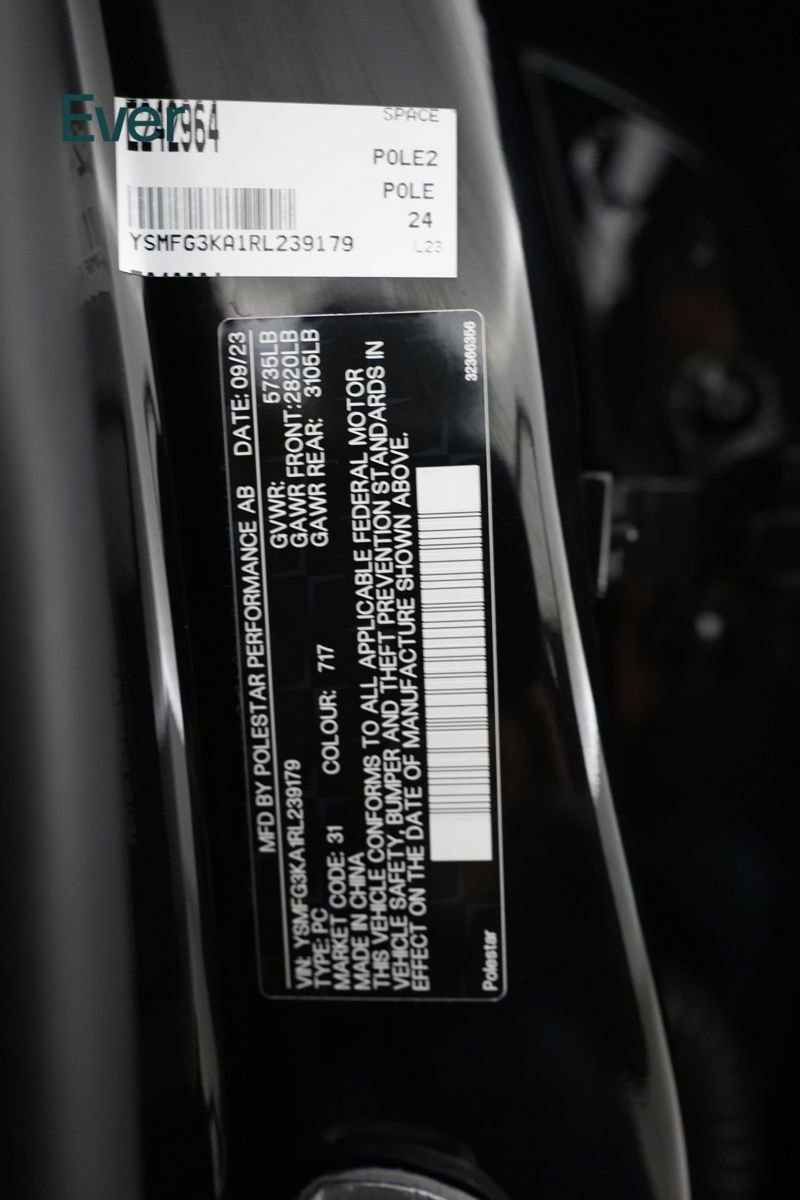 Ever
SPACE
POLE2
POLE
24
YSMFG3KA1RL239179
L23
MFD BY POLESTAR PERFORMANCE AB DATE: 09/23
VIN: YSMFG3KA1RL239179 GVWR: 5735LB
TYPE: PC GAWR FRONT: 2820LB
MARKET CODE: 31 COLOUR: 717 GAWR REAR: 3105LB
MADE IN CHINA
THIS VEHICLE CONFORMS TO ALL APPLICABLE FEDERAL MOTOR
VEHICLE SAFETY, BUMPER AND THEFT PREVENTION STANDARDS IN
EFFECT ON THE DATE OF MANUFACTURE SHOWN ABOVE.
Polestar 32366356